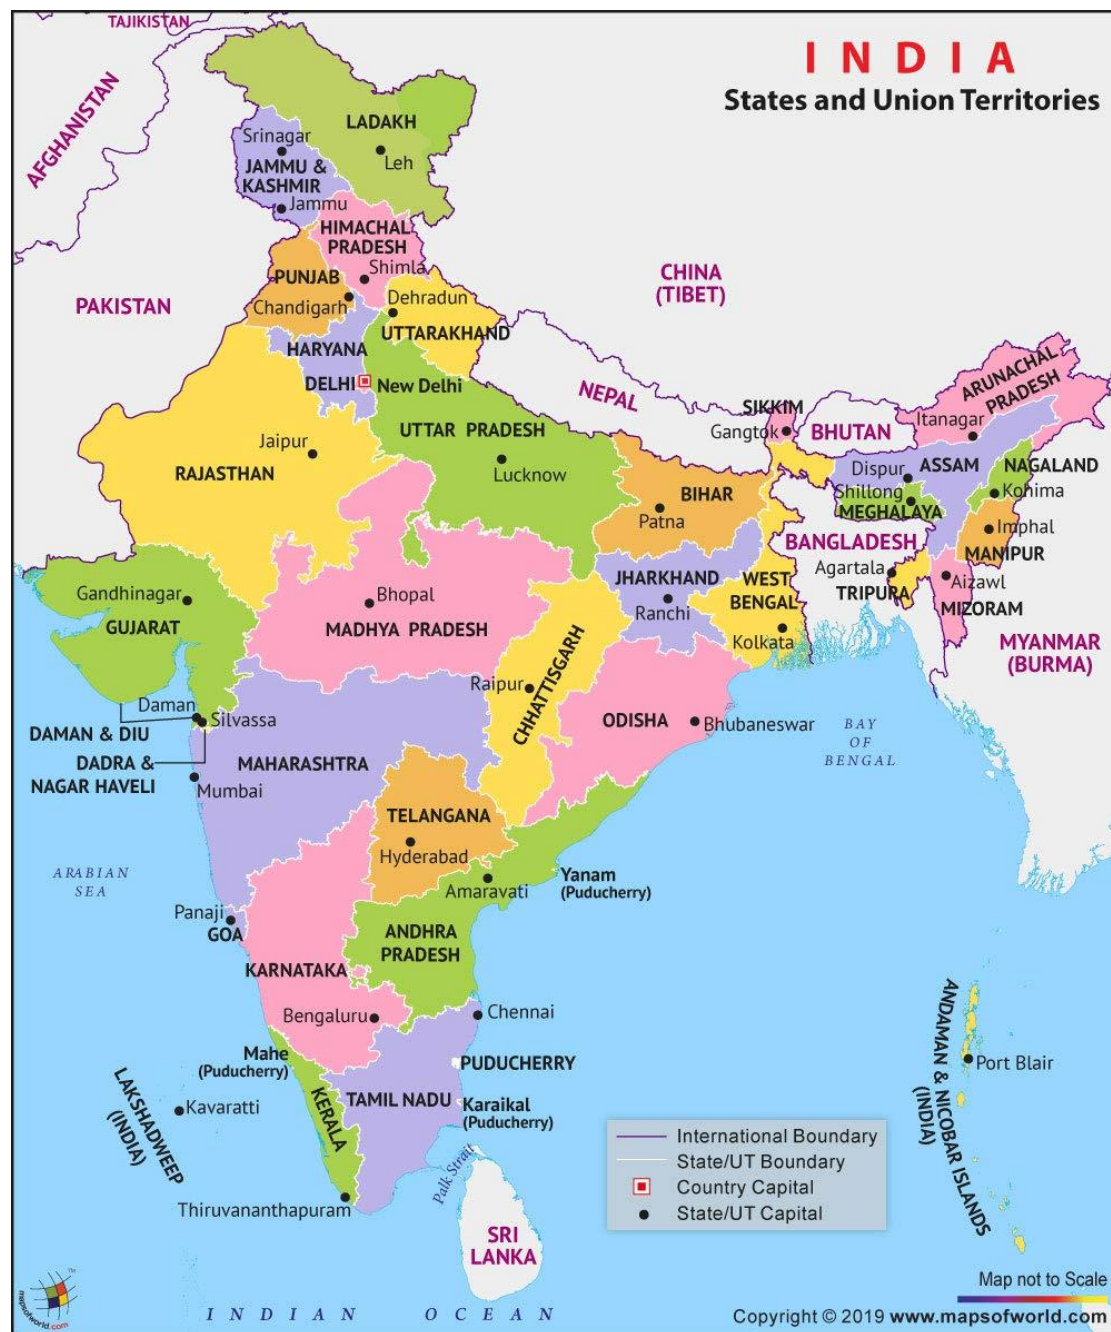 TAJIKISTAN
INDIA
States and Union Territories
AFGHANISTAN
LADAKH
Leh
Srinagar
JAMMU &
KASHMIR
Jammu
HIMACHAL
PRADESH
Shimla
PUNJAB
Chandigarh
PAKISTAN
CHINA
(TIBET)
Dehradun
UTTARAKHAND
HARYANA
DELHI
New Delhi
NEPAL
SIKKIM
Gangtok
BHUTAN
ARUNACHAL
PRADESH
Itanagar
Jaipur
RAJASTHAN
UTTAR PRADESH
Lucknow
BIHAR
Patna
Dispur
ASSAM
NAGALAND
Shillong
Kohima
MEGHALAYA
Imphal
MANIPUR
BANGLADESH
Agartala
TRIPURA
Aizawl
MIZORAM
MYANMAR
(BURMA)
Gandhinagar
GUJARAT
Bhopal
MADHYA PRADESH
JHARKHAND
Ranchi
WEST
BENGAL
Kolkata
CHHATTISGARH
Raipur
ODISHA
Bhubaneswar
BAY
OF
BENGAL
Daman
Silvassa
DAMAN & DIU
DADRA &
NAGAR HAVELI
MAHARASHTRA
Mumbai
TELANGANA
Hyderabad
ARABIAN
SEA
Amaravati
Yanam
(Puducherry)
Panaji
GOA
ANDHRA
PRADESH
KARNATAKA
Bengaluru
Chennai
Mahe
(Puducherry)
PUDUCHERRY
LAKSHADWEEP
(INDIA)
Kavaratti
KERALA
TAMIL NADU
Karaikal
(Puducherry)
Thiruvananthapuram
Palk Strait
SRI
LANKA
ANDAMAN & NICOBAR ISLANDS
(INDIA)
Port Blair
International Boundary
State/UT Boundary
Country Capital
State/UT Capital
INDIAN OCEAN
Map not to Scale
Copyright © 2019 www.mapsofworld.com
mapsofworld.com
TM